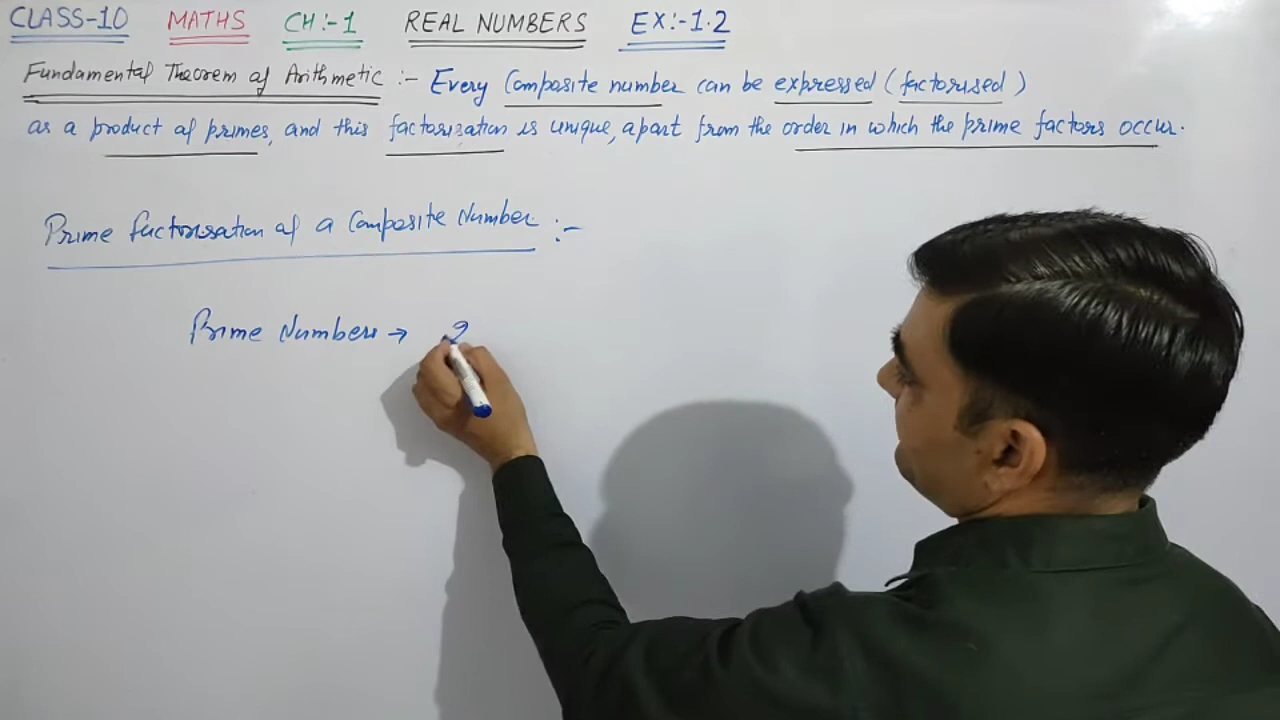 CLASS-10 MATHS CH:-1 REAL NUMBERS EX:-1.2
Fundamental Theorem of Arithmetic :- Every Composite number can be expressed (factorised)
as a product of primes, and this factorisation is unique, apart from the order in which the prime factors occur.
Prime factorisation of a Composite Number :-
Prime Numbers → 2